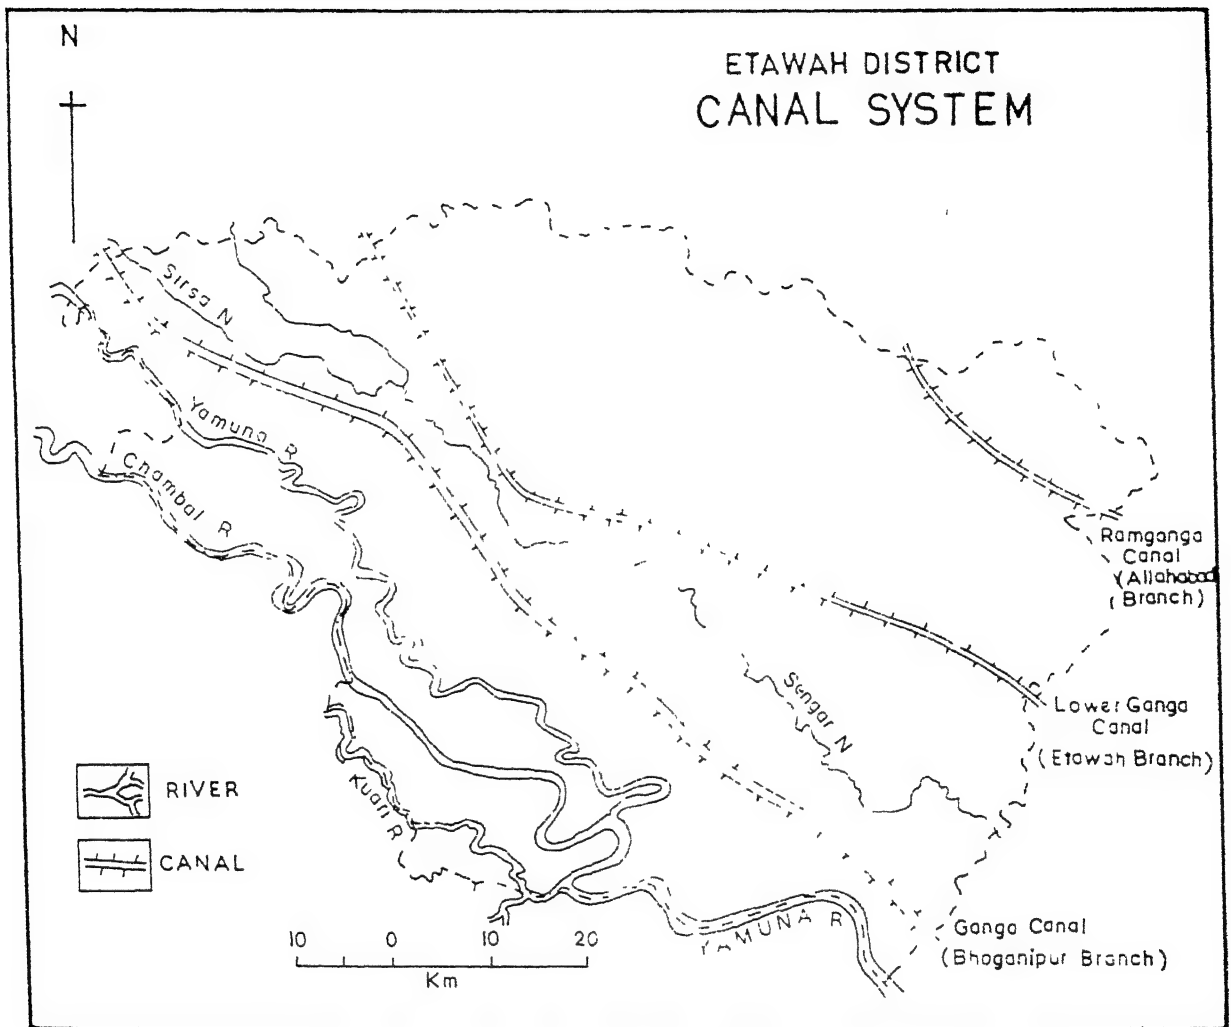 N
ETAWAH DISTRICT
CANAL SYSTEM
Sirsa N
Yamuna R
Chambal R
Ramganga
Canal
(Allahabad
Branch)
Sengar N
Lower Ganga
Canal
(Etawah Branch)
RIVER
Kuari R
CANAL
YAMUNA R
Ganga Canal
(Bhoganipur Branch)
10 0 10 20
Km